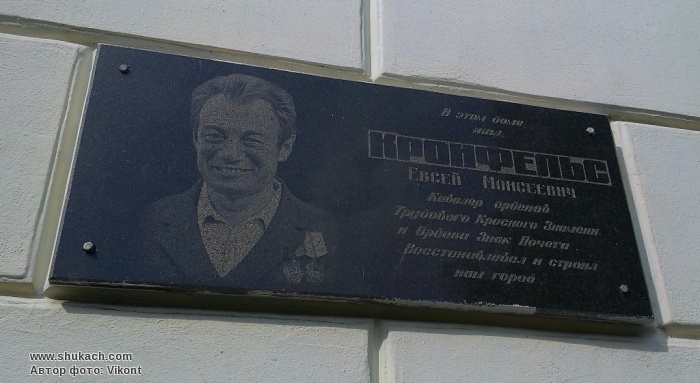 В этом доме
жил
КРОНФЕЛЬС
Евсей Моисеевич
Кавалер орденов
Трудового Красного Знамени
и Ордена Знак Почета
Восстанавливал и строил
наш город
www.shukach.com
Автор фото: Vikont